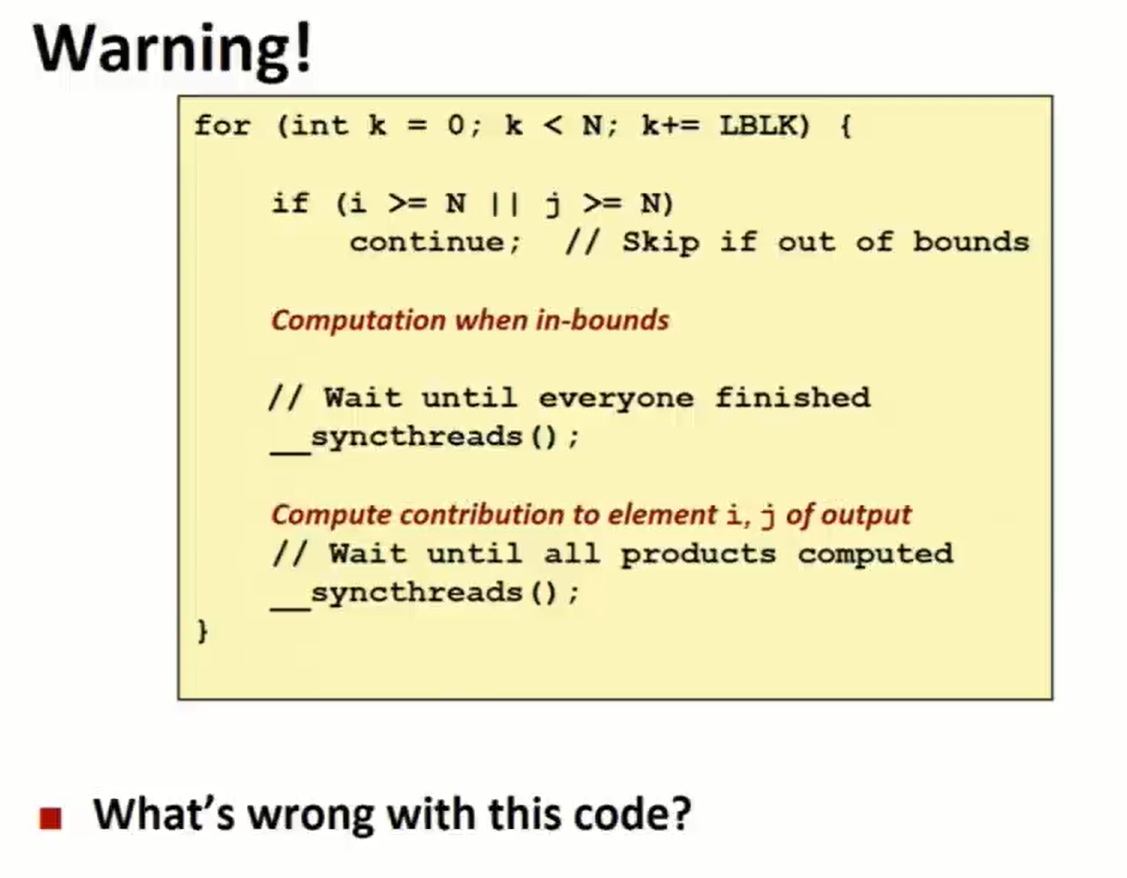 Warning!
for (int k = 0; k < N; k+= LBLK) {
if (i >= N || j >= N)
continue; // Skip if out of bounds
Computation when in-bounds
// Wait until everyone finished
__syncthreads();
Compute contribution to element i, j of output
// Wait until all products computed
__syncthreads();
}
■ What's wrong with this code?